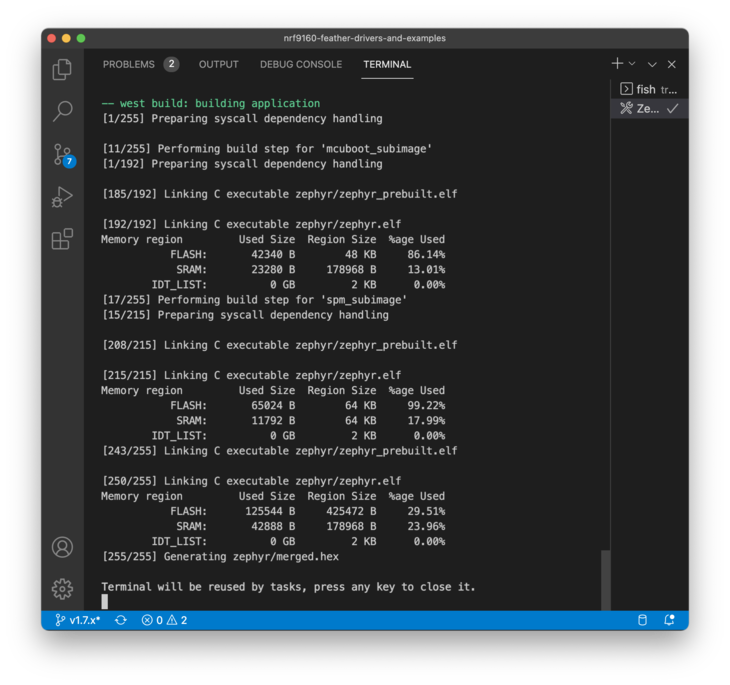 nrf9160-feather-drivers-and-examples
PROBLEMS 2 OUTPUT DEBUG CONSOLE TERMINAL
fish tr...
Ze...
-- west build: building application
[1/255] Preparing syscall dependency handling
[11/255] Performing build step for 'mcuboot_subimage'
[1/192] Preparing syscall dependency handling
[185/192] Linking C executable zephyr/zephyr_prebuilt.elf
[192/192] Linking C executable zephyr/zephyr.elf
Memory region Used Size Region Size %age Used
FLASH: 42340 B 48 KB 86.14%
SRAM: 23280 B 178968 B 13.01%
IDT_LIST: 0 GB 2 KB 0.00%
[17/255] Performing build step for 'spm_subimage'
[15/215] Preparing syscall dependency handling
[208/215] Linking C executable zephyr/zephyr_prebuilt.elf
[215/215] Linking C executable zephyr/zephyr.elf
Memory region Used Size Region Size %age Used
FLASH: 65024 B 64 KB 99.22%
SRAM: 11792 B 64 KB 17.99%
IDT_LIST: 0 GB 2 KB 0.00%
[243/255] Linking C executable zephyr/zephyr_prebuilt.elf
[250/255] Linking C executable zephyr/zephyr.elf
Memory region Used Size Region Size %age Used
FLASH: 125544 B 425472 B 29.51%
SRAM: 42888 B 178968 B 23.96%
IDT_LIST: 0 GB 2 KB 0.00%
[255/255] Generating zephyr/merged.hex
Terminal will be reused by tasks, press any key to close it.
7
v1.7.x* 0 2